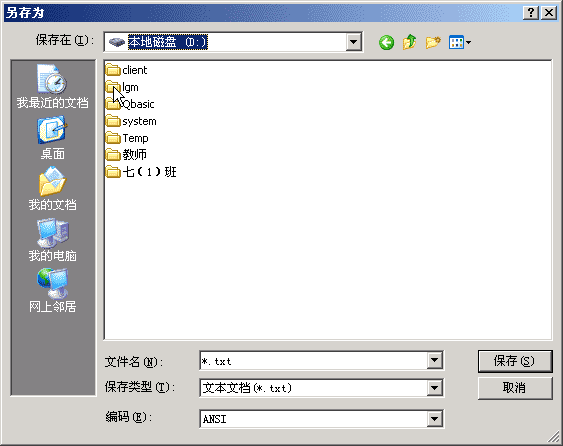 另存为
保存在(I):
本地磁盘 (D:)
我最近的文档
桌面
我的文档
我的电脑
网上邻居
client
lgm
Qbasic
system
Temp
教师
七（1）班
文件名(N):
*.txt
保存(S)
保存类型(T):
文本文档(*.txt)
取消
编码(E):
ANSI